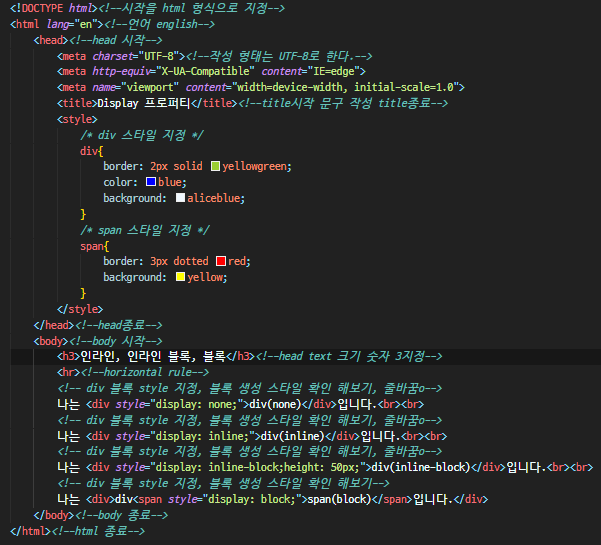 <!DOCTYPE html><!--시작을 html 형식으로 지정-->
<html lang="en"><!--언어 english-->
<head><!--head 시작-->
<meta charset="UTF-8"><!--작성 형태는 UTF-8로 한다.-->
<meta http-equiv="X-UA-Compatible" content="IE=edge">
<meta name="viewport" content="width=device-width, initial-scale=1.0">
<title>Display 프로퍼티</title><!--title시작 문구 작성 title종료-->
<style>
/* div 스타일 지정 */
div{
border: 2px solid yellowgreen;
color: blue;
background: aliceblue;
}
/* span 스타일 지정 */
span{
border: 3px dotted red;
background: yellow;
}
</style>
</head><!--head종료-->
<body><!--body 시작-->
<h3>인라인, 인라인 블록, 블록</h3><!--head text 크기 숫자 3지정-->
<hr><!--horizontal rule-->
<!-- div 블록 style 지정, 블록 생성 스타일 확인 해보기, 줄바꿈o-->
나는 <div style="display: none;">div(none)</div>입니다.<br><br>
<!-- div 블록 style 지정, 블록 생성 스타일 확인 해보기, 줄바꿈o-->
나는 <div style="display: inline;">div(inline)</div>입니다.<br><br>
<!-- div 블록 style 지정, 블록 생성 스타일 확인 해보기, 줄바꿈o-->
나는 <div style="display: inline-block;height: 50px;">div(inline-block)</div>입니다.<br><br>
<!-- div 블록 style 지정, 블록 생성 스타일 확인 해보기-->
나는 <div>div<span style="display: block;">span(block)</span>입니다.</div>
</body><!--body 종료-->
</html><!--html 종료-->